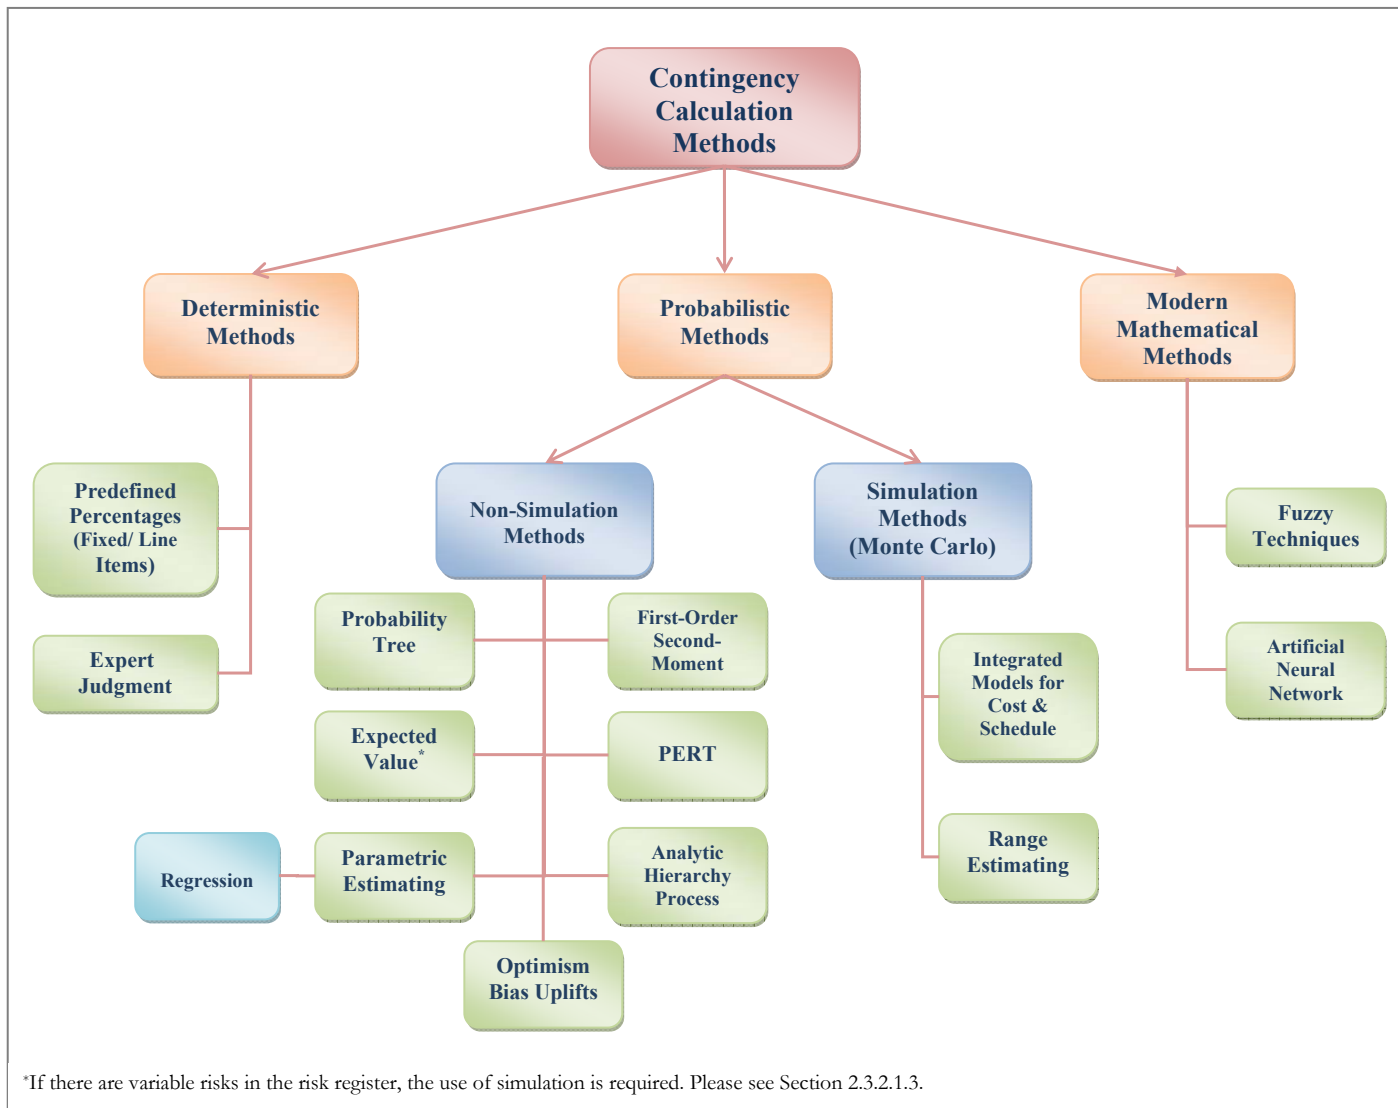 Contingency
Calculation
Methods
Deterministic
Methods
Probabilistic
Methods
Modern
Mathematical
Methods
Predefined
Percentages
(Fixed/ Line
Items)
Expert
Judgment
Non-Simulation
Methods
Simulation
Methods
(Monte Carlo)
Fuzzy
Techniques
Artificial
Neural
Network
Probability
Tree
First-Order
Second-
Moment
Expected
Value*
PERT
Regression
Parametric
Estimating
Analytic
Hierarchy
Process
Optimism
Bias Uplifts
Integrated
Models for
Cost &
Schedule
Range
Estimating
*If there are variable risks in the risk register, the use of simulation is required. Please see Section 2.3.2.1.3.